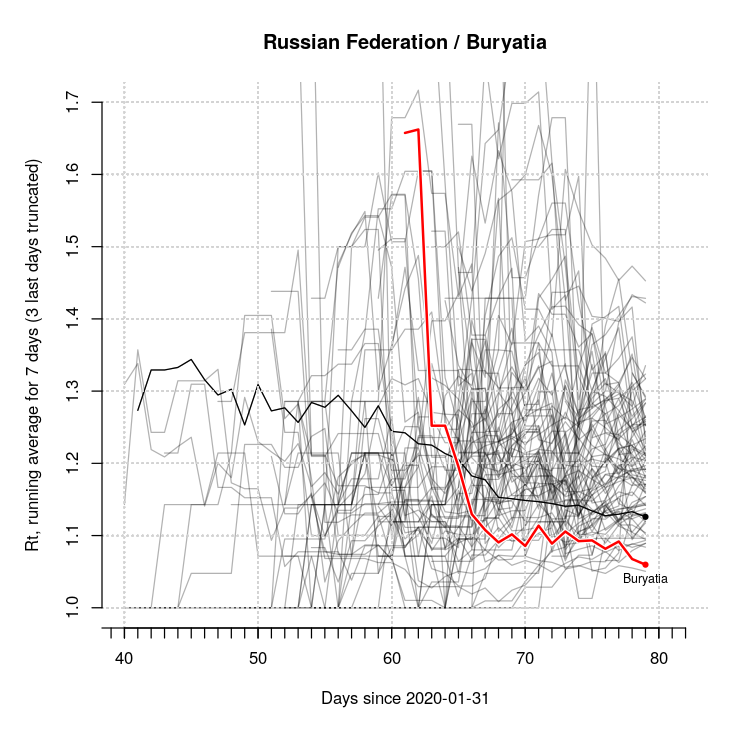 Russian Federation / Buryatia
Rt, running average for 7 days (3 last days truncated)
1.7
1.6
1.5
1.4
1.3
1.2
1.1
1.0
Buryatia
40 50 60 70 80
Days since 2020-01-31